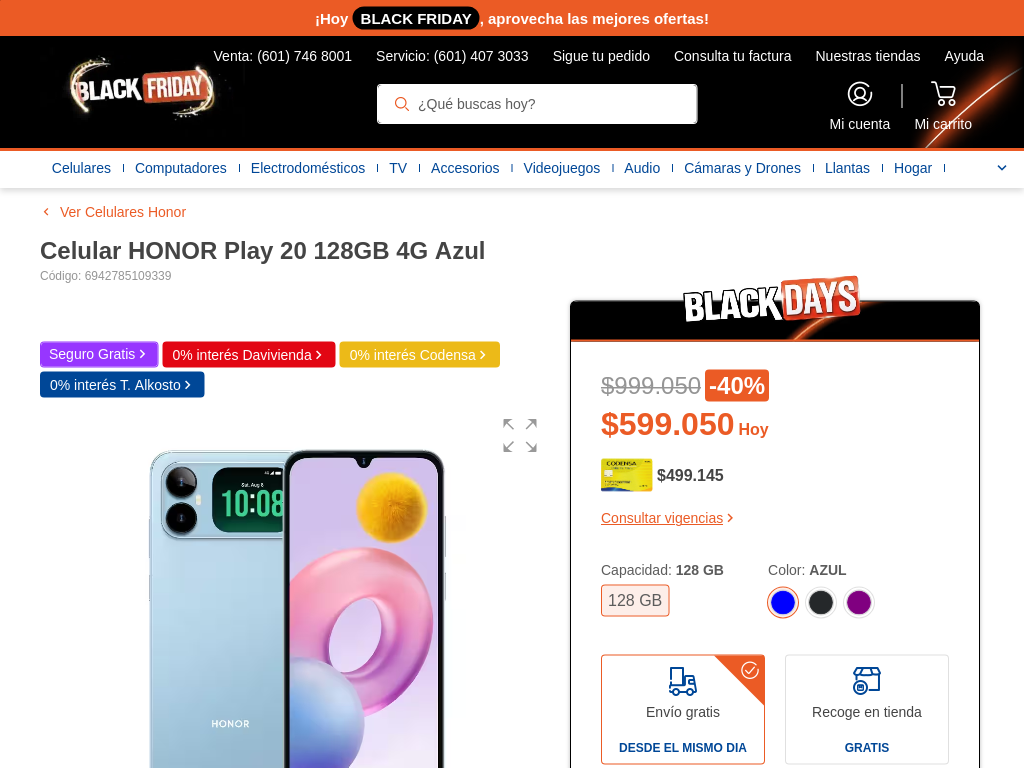 ¡Hoy BLACK FRIDAY , aprovecha las mejores ofertas!
Venta: (601) 746 8001 Servicio: (601) 407 3033 Sigue tu pedido Consulta tu factura Nuestras tiendas Ayuda
BLACK FRIDAY
¿Qué buscas hoy?
Mi cuenta Mi carrito
Celulares Computadores Electrodomésticos TV Accesorios Videojuegos Audio Cámaras y Drones Llantas Hogar
Ver Celulares Honor
Celular HONOR Play 20 128GB 4G Azul
Código: 6942785109339
BLACK DAYS
Seguro Gratis 0% interés Davivienda 0% interés Codensa
0% interés T. Alkosto
$999.050 -40%
$599.050 Hoy
CODENSA
$499.145
Consultar vigencias
Capacidad: 128 GB Color: AZUL
128 GB
Sat, Aug 8
10:08
HONOR
Envío gratis
DESDE EL MISMO DIA
Recoge en tienda
GRATIS